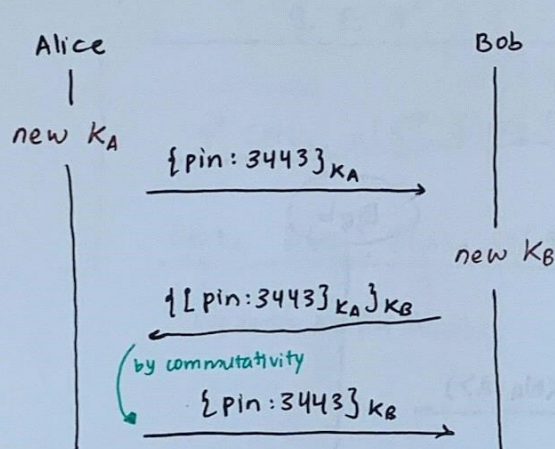 Alice
Bob
new KA
{pin: 3443}KA
new KB
{[pin:3443}KA}KB
by commutativity
{pin:3443}KB